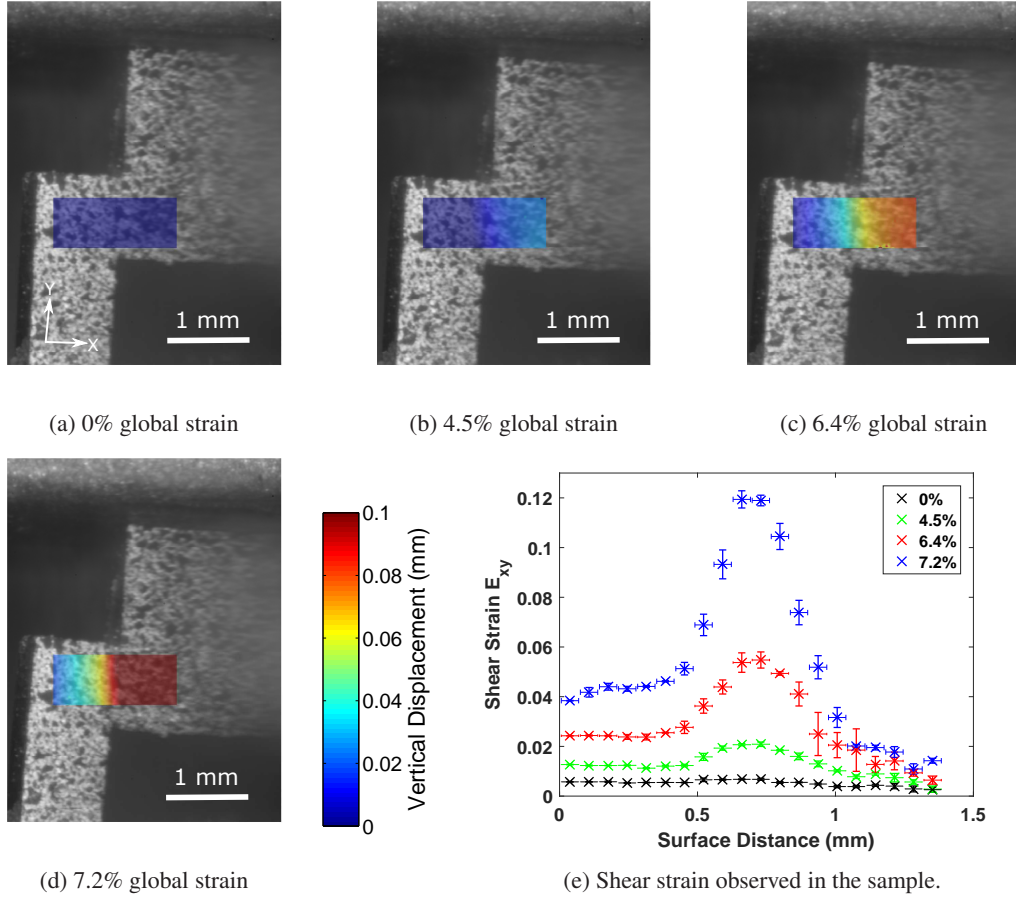 Y
X
1 mm
1 mm
1 mm
(a) 0% global strain
(b) 4.5% global strain
(c) 6.4% global strain
1 mm
0.1
0.08
0.06
0.04
0.02
0
Vertical Displacement (mm)
(d) 7.2% global strain
0.12
0.1
0.08
0.06
0.04
0.02
0
Shear Strain E_xy
0%
4.5%
6.4%
7.2%
0
0.5
1
1.5
Surface Distance (mm)
(e) Shear strain observed in the sample.